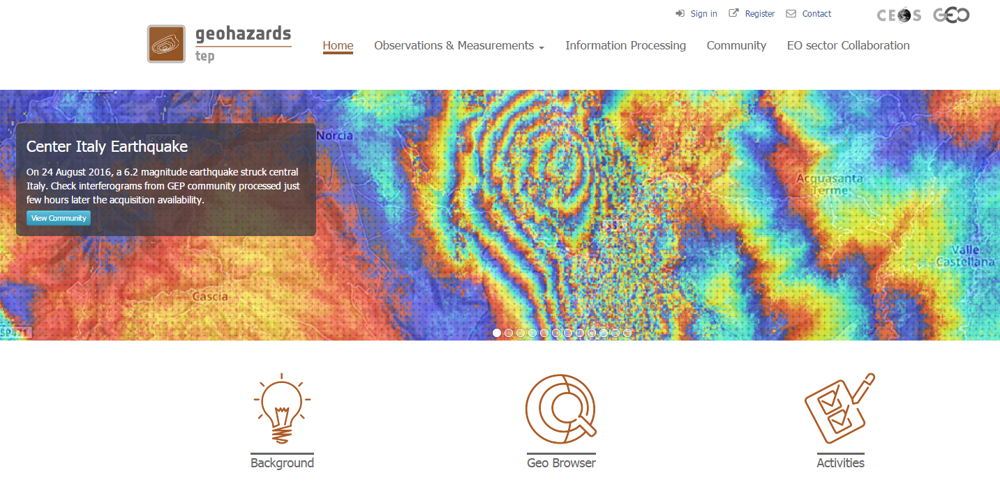 Sign in Register Contact
CEOS GEO
geohazards
tep
Home Observations & Measurements Information Processing Community EO sector Collaboration
Norcia
Center Italy Earthquake
On 24 August 2016, a 6.2 magnitude earthquake struck central
Italy. Check interferograms from GEP community processed just
few hours later the acquisition availability.
View Community
Acquasanta
Terme
Valle
Castellana
Cascia
SP471
Background Geo Browser Activities